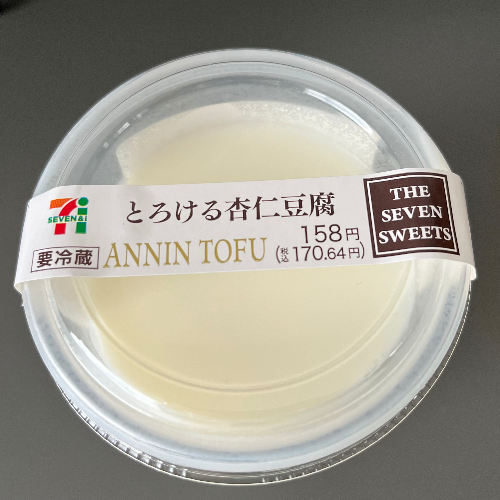 SEVEN&i
とろける杏仁豆腐
要冷蔵
ANNIN TOFU
158円
(税込170.64円)
THE
SEVEN
SWEETS